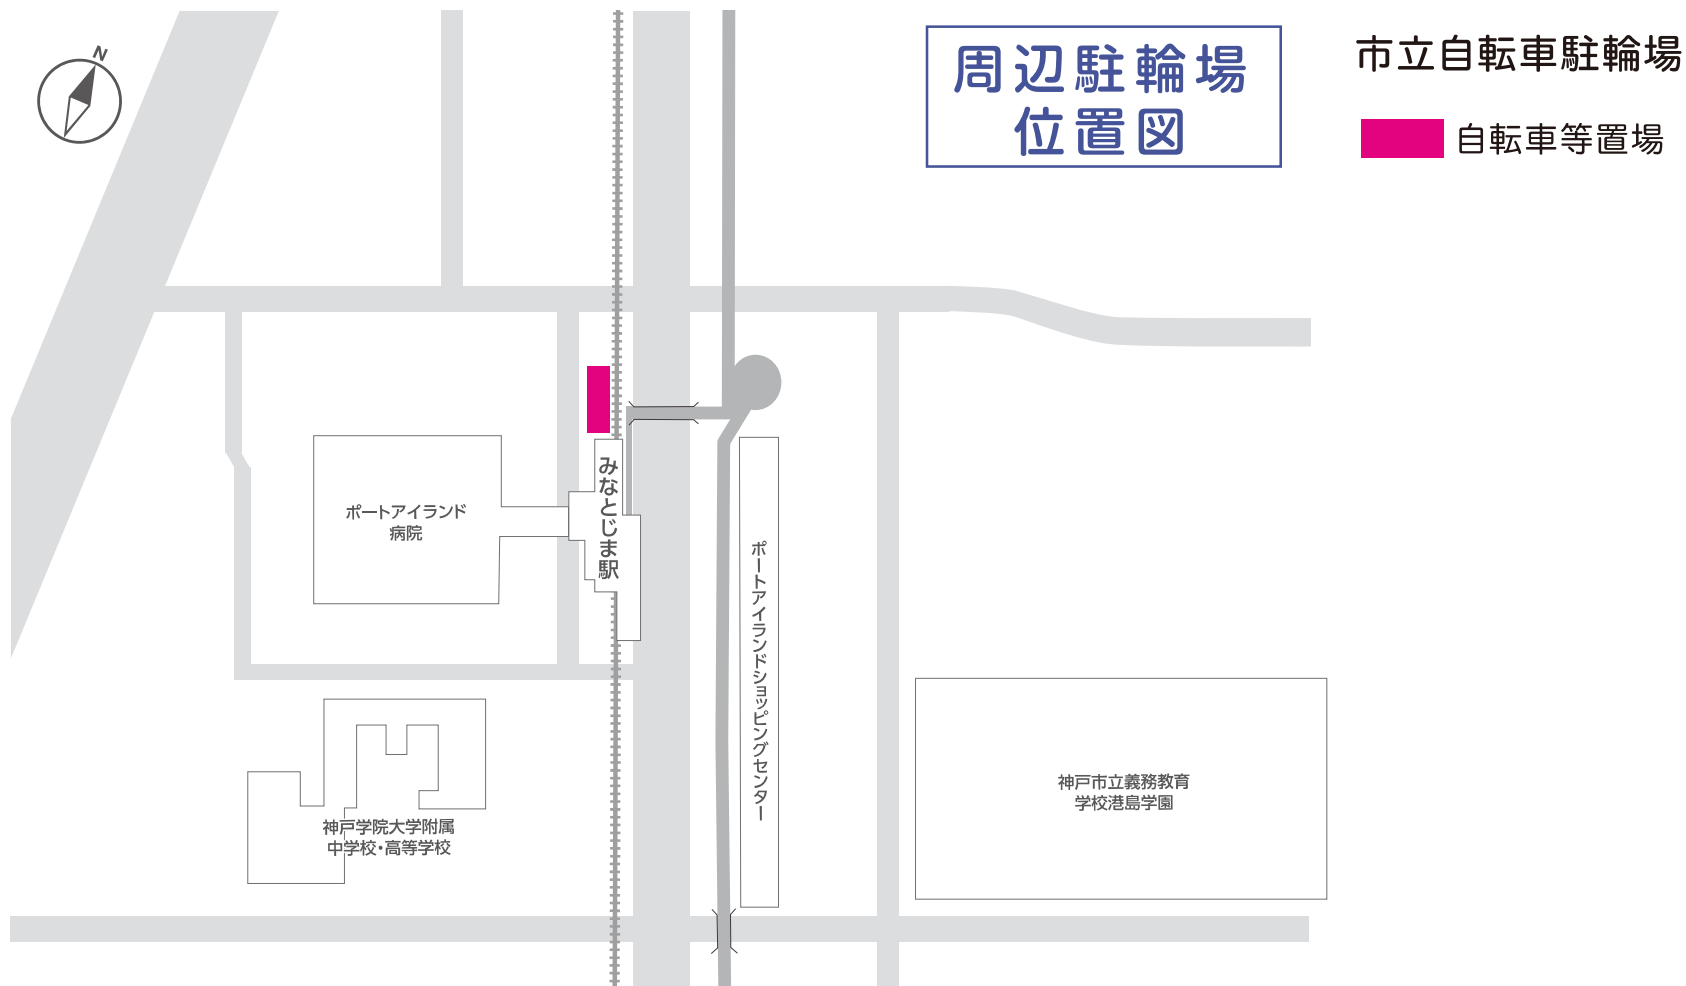 N
周辺駐輪場
位置図
市立自転車駐輪場
自転車等置場
みなとじま駅
ポートアイランド
病院
ポートアイランドショッピングセンター
神戸市立義務教育
学校港島学園
神戸学院大学附属
中学校・高等学校